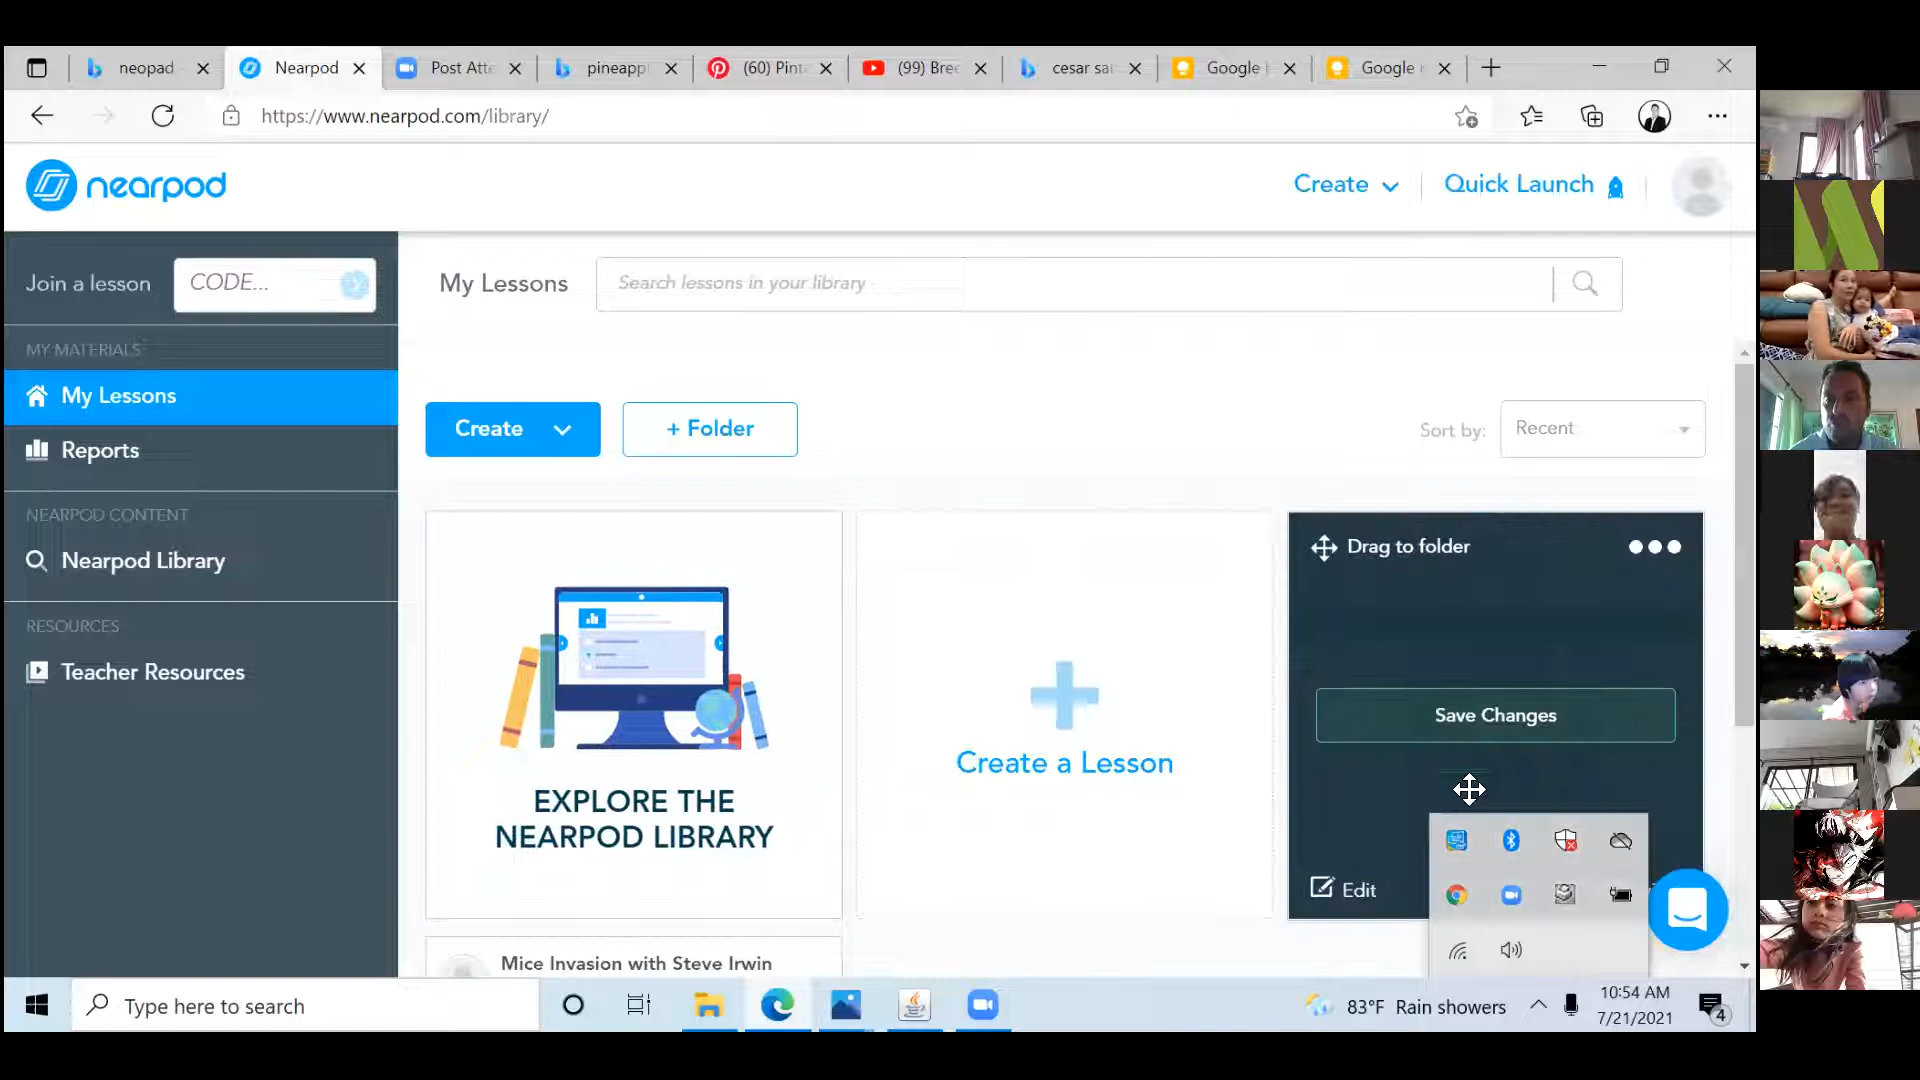 neopad
Nearpod
Post Atte
pineapp
(60) Pint
(99) Bree
cesar sa
Google
Google
https://www.nearpod.com/library/
nearpod
Create
Quick Launch
Join a lesson
CODE...
My Lessons
Search lessons in your library
MY MATERIALS
My Lessons
Create
+ Folder
Sort by:
Recent
Reports
NEARPOD CONTENT
Nearpod Library
RESOURCES
Teacher Resources
EXPLORE THE
NEARPOD LIBRARY
Create a Lesson
Drag to folder
Save Changes
Edit
Mice Invasion with Steve Irwin
Type here to search
83°F Rain showers
10:54 AM
7/21/2021
4